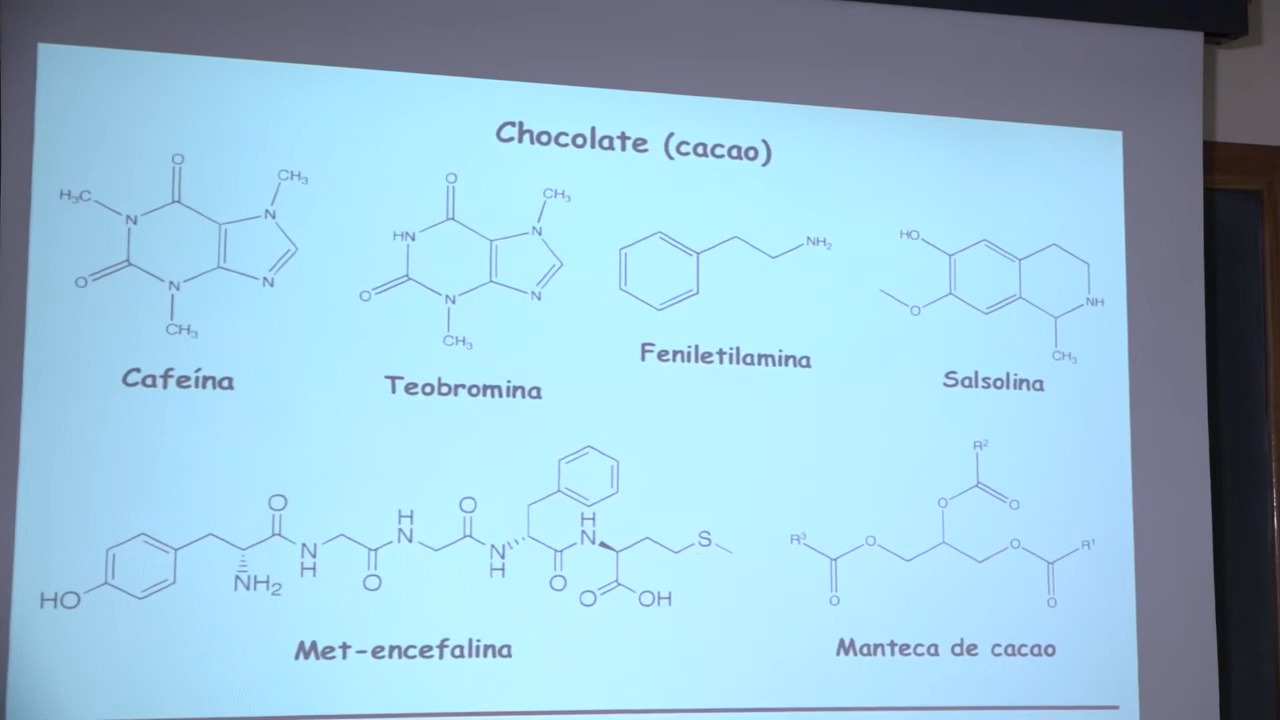 Chocolate (cacao)
O
H₃C
N
CH₃
N
O
N
N
CH₃
Cafeína
O
HN
CH₃
N
O
N
N
CH₃
Teobromina
NH₂
Feniletilamina
HO
O
NH
CH₃
Salsolina
HO
NH₂
O
N
H
O
H
N
O
N
H
O
H
N
O
OH
S
Met-encefalina
R²
O
O
R³
O
O
O
R¹
O
Manteca de cacao